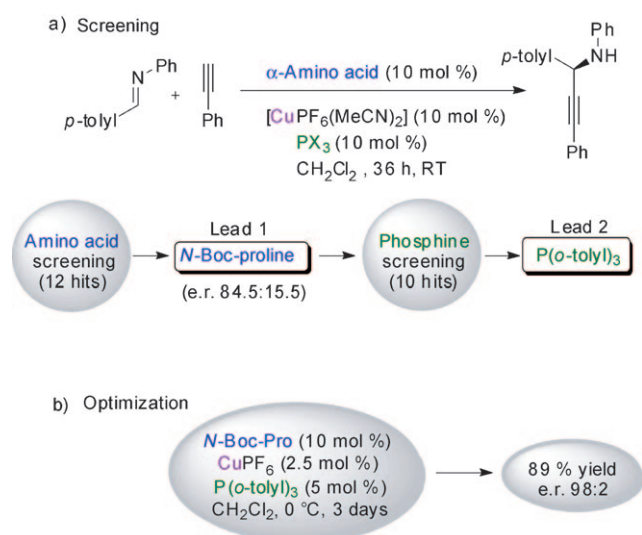 a) Screening
Ph
N
p-tolyl
+
Ph
α-Amino acid (10 mol %)
[CuPF6(MeCN)2] (10 mol %)
PX3 (10 mol %)
CH2Cl2 , 36 h, RT
Ph
NH
p-tolyl
Ph
Amino acid
screening
(12 hits)
Lead 1
N-Boc-proline
(e.r. 84.5:15.5)
Phosphine
screening
(10 hits)
Lead 2
P(o-tolyl)3
b) Optimization
N-Boc-Pro (10 mol %)
CuPF6 (2.5 mol %)
P(o-tolyl)3 (5 mol %)
CH2Cl2, 0 °C, 3 days
89 % yield
e.r. 98:2